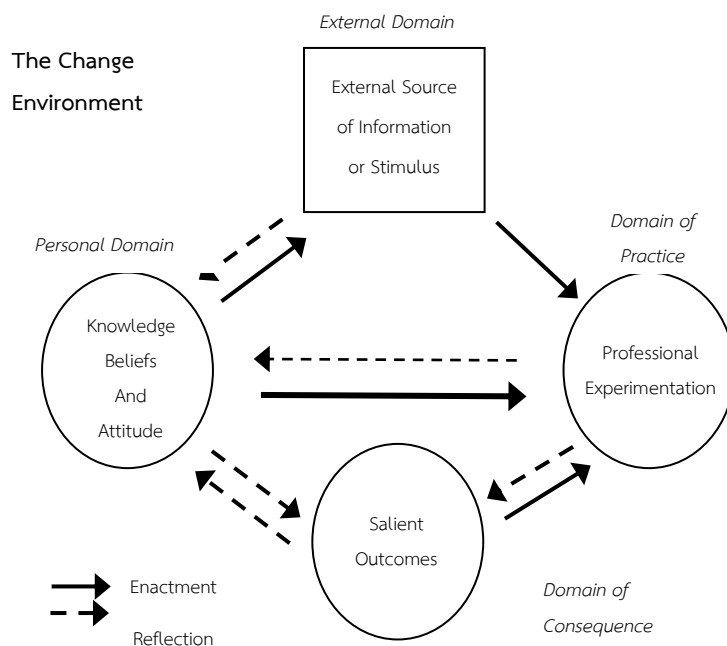 External Domain
The Change
Environment
External Source
of Information
or Stimulus
Personal Domain
Domain of
Practice
Knowledge
Beliefs
And
Attitude
Professional
Experimentation
Salient
Outcomes
Enactment
Reflection
Domain of
Consequence